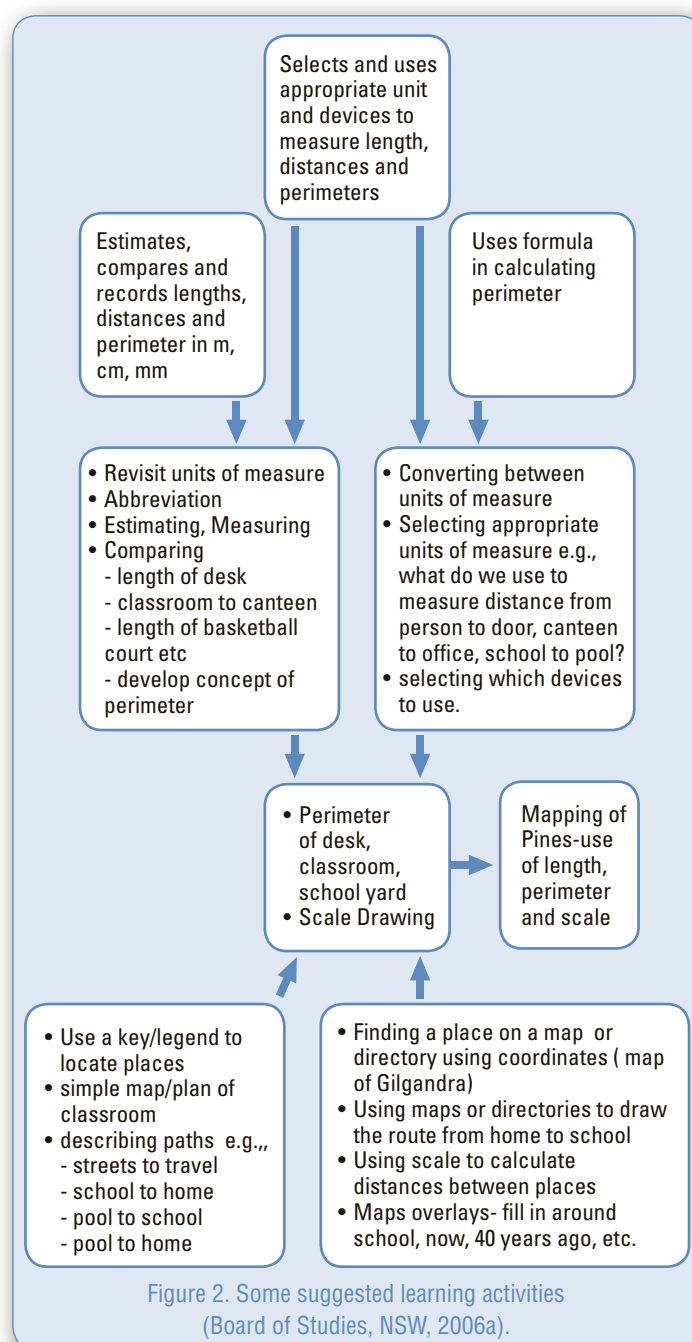 Selects and uses
appropriate unit
and devices to
measure length,
distances and
perimeters
Estimates,
compares and
records lengths,
distances and
perimeter in m,
cm, mm
Uses formula
in calculating
perimeter
• Revisit units of measure
• Abbreviation
• Estimating, Measuring
• Comparing
- length of desk
- classroom to canteen
- length of basketball
court etc
- develop concept of
perimeter
• Converting between
units of measure
• Selecting appropriate
units of measure e.g.,
what do we use to
measure distance from
person to door, canteen
to office, school to pool?
• selecting which devices
to use.
• Perimeter
of desk,
classroom,
school yard
• Scale Drawing
Mapping of
Pines-use
of length,
perimeter
and scale
• Use a key/legend to
locate places
• simple map/plan of
classroom
• describing paths e.g.,,
- streets to travel
- school to home
- pool to school
- pool to home
• Finding a place on a map or
directory using coordinates ( map
of Gilgandra)
• Using maps or directories to draw
the route from home to school
• Using scale to calculate
distances between places
• Maps overlays- fill in around
school, now, 40 years ago, etc.
Figure 2. Some suggested learning activities
(Board of Studies, NSW, 2006a).